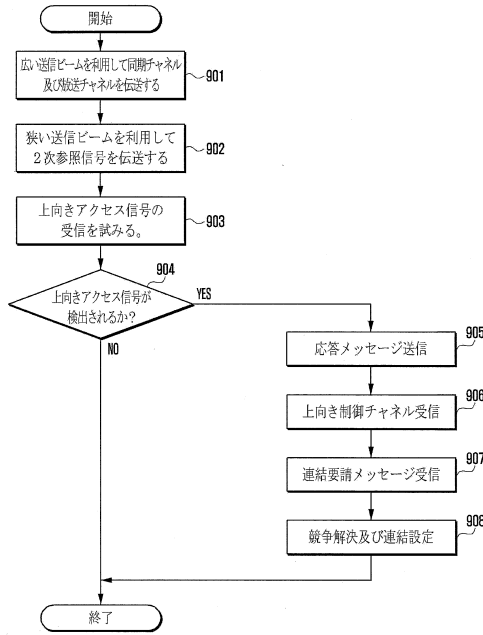 開始
広い送信ビームを利用して同期チャネル
及び放送チャネルを伝送する
901
狭い送信ビームを利用して
2次参照信号を伝送する
902
上向きアクセス信号の
受信を試みる。
903
904
上向きアクセス信号が
検出されるか?
YES
NO
応答メッセージ送信
905
上向き制御チャネル受信
906
連結要請メッセージ受信
907
競争解決及び連結設定
908
終了